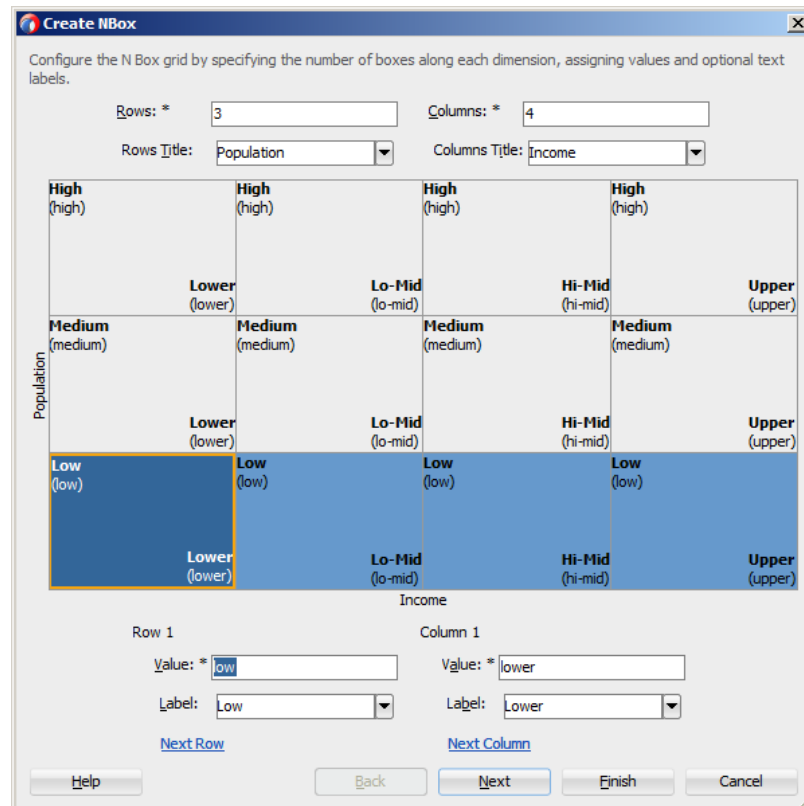 Create NBox
Configure the N Box grid by specifying the number of boxes along each dimension, assigning values and optional text
labels.
Rows: * 3 Columns: * 4
Rows Title: Population Columns Title: Income
High High High High
(high) (high) (high) (high)
Lower Lo-Mid Hi-Mid Upper
(lower) (lo-mid) (hi-mid) (upper)
Medium Medium Medium Medium
(medium) (medium) (medium) (medium)
Population
Lower Lo-Mid Hi-Mid Upper
(lower) (lo-mid) (hi-mid) (upper)
Low Low Low Low
(low) (low) (low) (low)
Lower Lo-Mid Hi-Mid Upper
(lower) (lo-mid) (hi-mid) (upper)
Income
Row 1 Column 1
Value: * low Value: * lower
Label: Low Label: Lower
Next Row Next Column
Help Back Next Finish Cancel